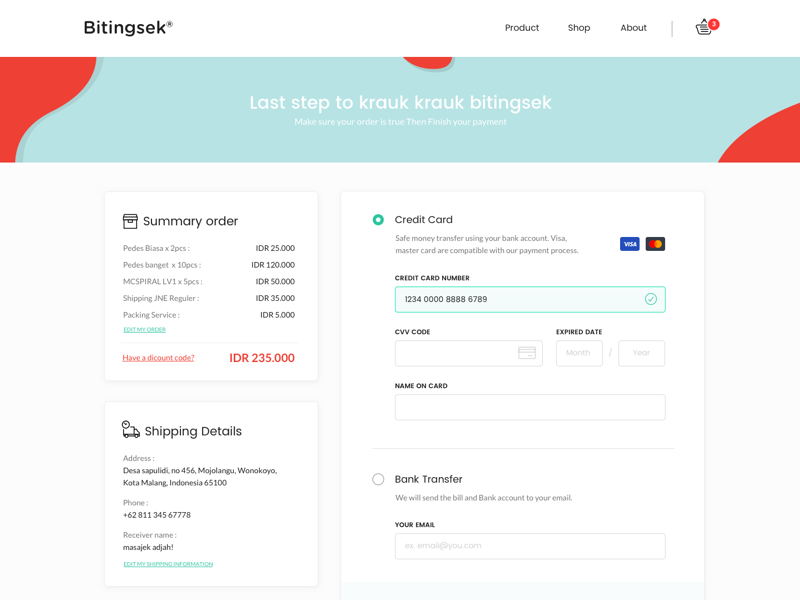 Bitingsek®
Product
Shop
About
3
Last step to krauk krauk bitingsek
Make sure your order is true Then Finish your payment
Summary order
Pedes Biasa x 2pcs : IDR 25.000
Pedes banget x 10pcs : IDR 120.000
MCSPIRAL LV1 x 5pcs : IDR 50.000
Shipping JNE Reguler : IDR 35.000
Packing Service : IDR 5.000
EDIT MY ORDER
Have a dicount code? IDR 235.000
Shipping Details
Address :
Desa sapulidi, no 456, Mojolangu, Wonokoyo,
Kota Malang, Indonesia 65100
Phone :
+62 811 345 67778
Receiver name :
masajek adjah!
EDIT MY SHIPPING INFORMATION
Credit Card
Safe money transfer using your bank account. Visa,
master card are compatible with our payment process.
VISA
CREDIT CARD NUMBER
1234 0000 8888 6789
CVV CODE
EXPIRED DATE
Month / Year
NAME ON CARD
Bank Transfer
We will send the bill and Bank account to your email.
YOUR EMAIL
ex. email@you.com